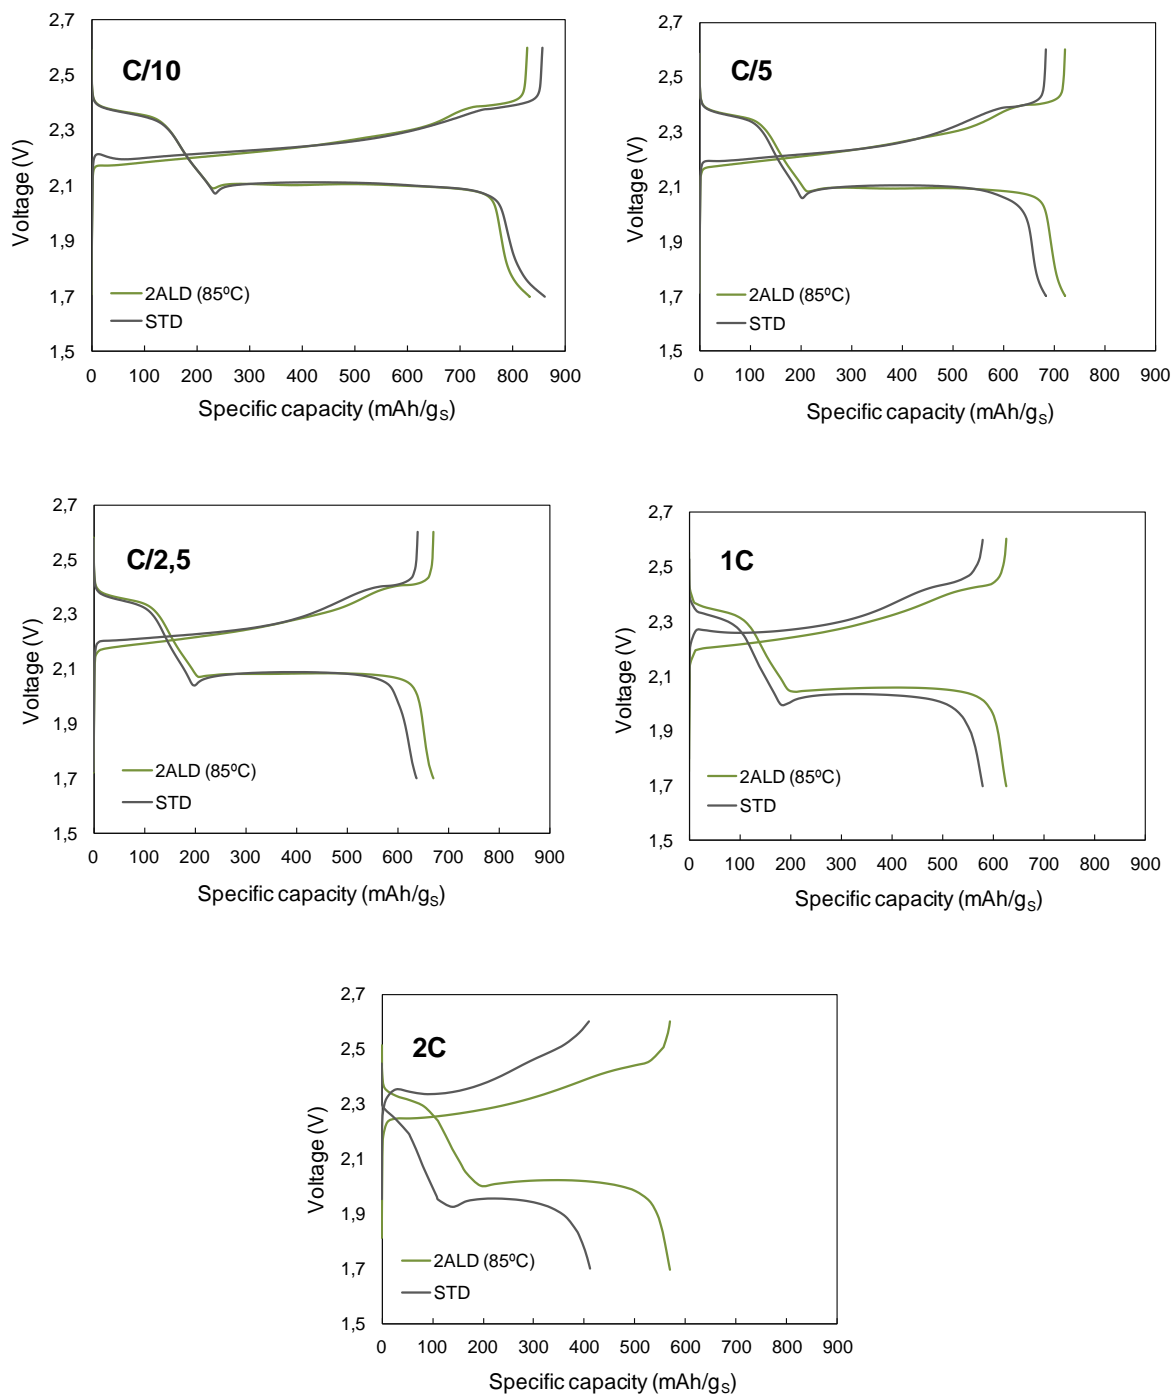 2,7
2,5
2,3
2,1
1,9
1,7
1,5
Voltage (V)
C/10
2ALD (85ºC)
STD
0 100 200 300 400 500 600 700 800 900
Specific capacity (mAh/gS)
2,7
2,5
2,3
2,1
1,9
1,7
1,5
Voltage (V)
C/5
2ALD (85ºC)
STD
0 100 200 300 400 500 600 700 800 900
Specific capacity (mAh/gS)
2,7
2,5
2,3
2,1
1,9
1,7
1,5
Voltage (V)
C/2,5
2ALD (85ºC)
STD
0 100 200 300 400 500 600 700 800 900
Specific capacity (mAh/gS)
2,7
2,5
2,3
2,1
1,9
1,7
1,5
Voltage (V)
1C
2ALD (85ºC)
STD
0 100 200 300 400 500 600 700 800 900
Specific capacity (mAh/gS)
2,7
2,5
2,3
2,1
1,9
1,7
1,5
Voltage (V)
2C
2ALD (85ºC)
STD
0 100 200 300 400 500 600 700 800 900
Specific capacity (mAh/gS)